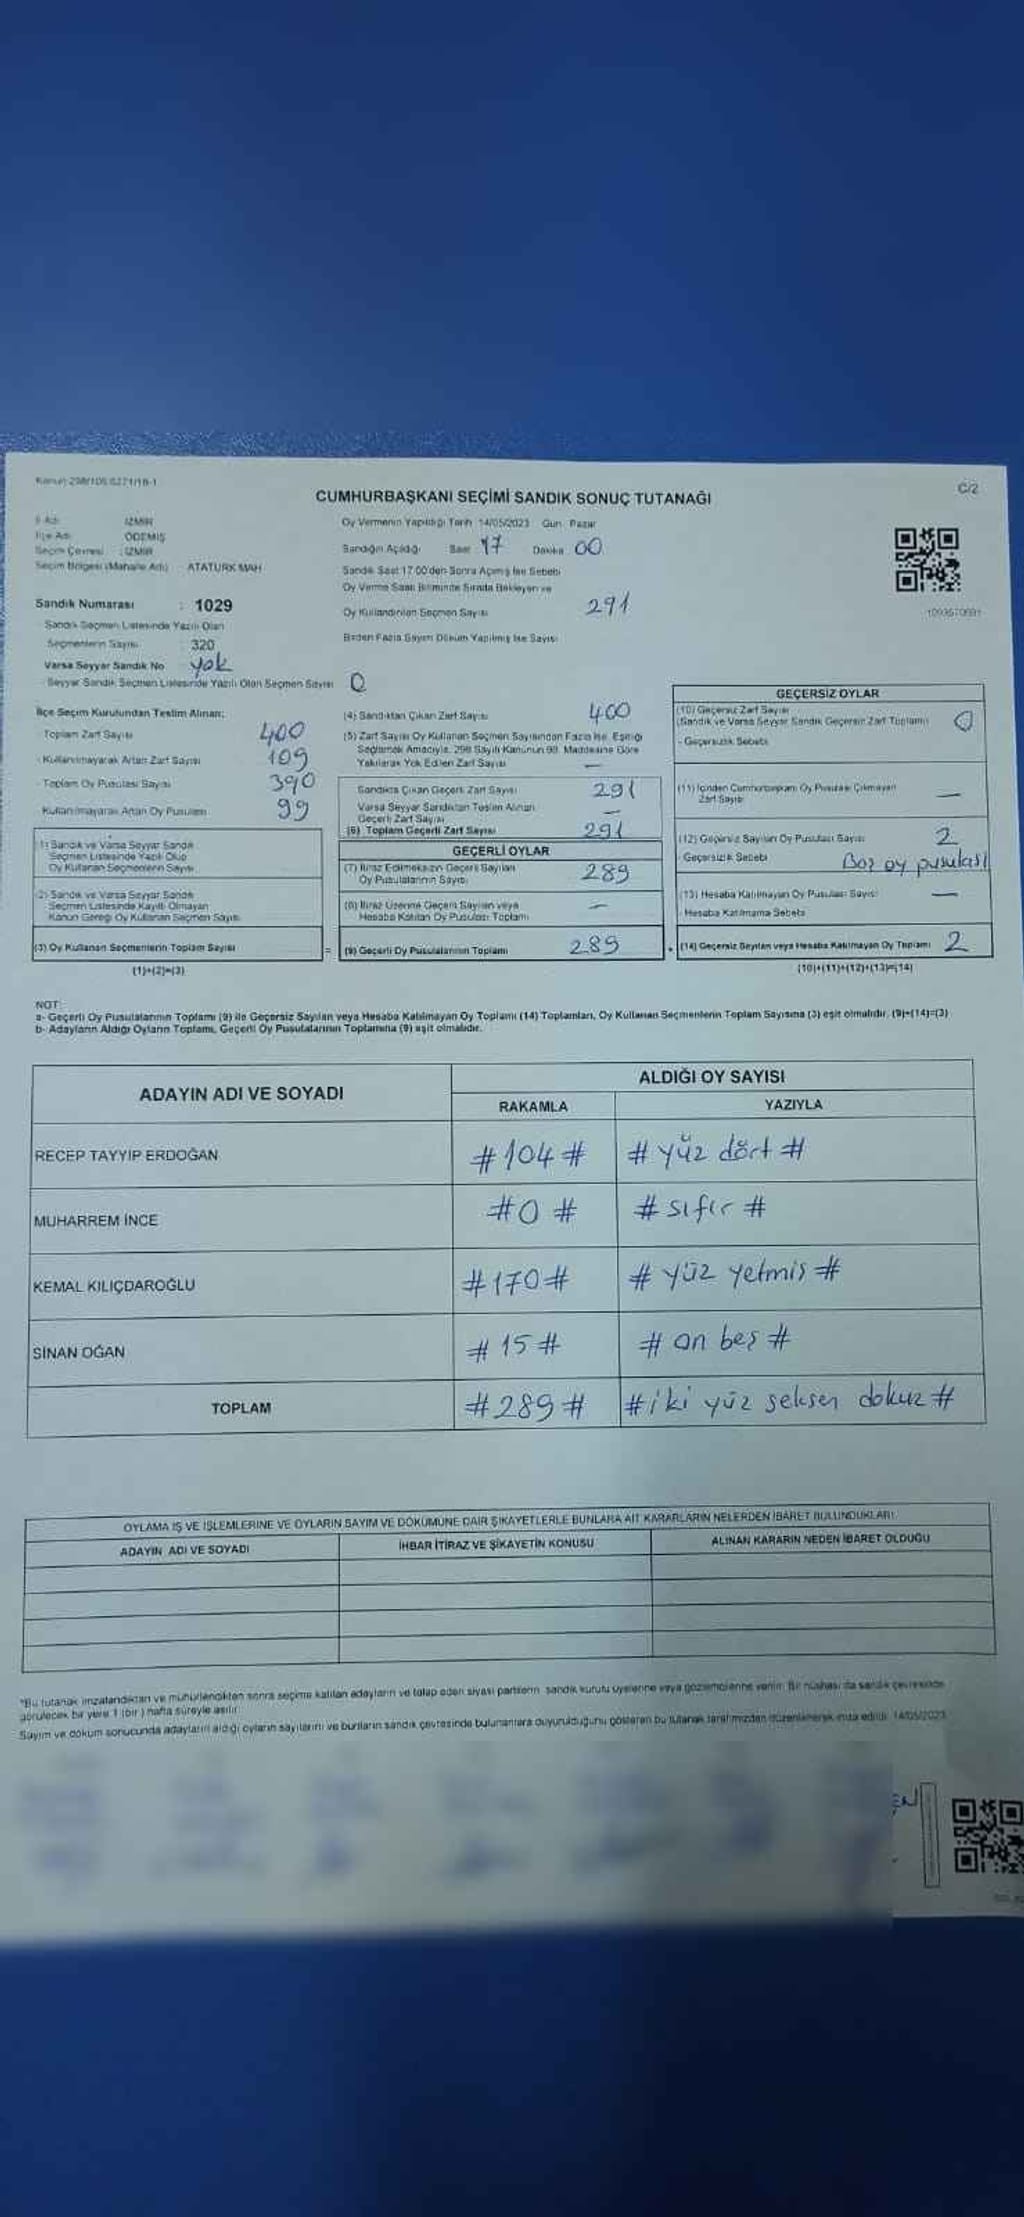 Kanun: 298/105,6271/18-1
C/2
CUMHURBAŞKANI SEÇİMİ SANDIK SONUÇ TUTANAĞI
İl Adı İZMİR
İlçe Adı ÖDEMİŞ
Seçim Çevresi : İZMİR
Seçim Bölgesi (Mahalle Adı) ATATÜRK MAH
Sandık Numarası : 1029
Sandık Seçmen Listesinde Yazılı Olan
Seçmenlerin Sayısı : 320
Varsa Seyyar Sandık No yok
Seyyar Sandık Seçmen Listesinde Yazılı Olan Seçmen Sayısı 0
Oy Vermenin Yapıldığı Tarih 14/05/2023 Gün: Pazar
Sandığın Açıldığı Saat 17 Dakika 00
Sandık Saat 17.00'den Sonra Açılmış İse Sebebi
Oy Verme Saati Bitiminde Sırada Bekleyen ve
Oy Kullandırılan Seçmen Sayısı 291
Birden Fazla Sayım Döküm Yapılmış İse Sayısı
İlçe Seçim Kurulundan Teslim Alınan:
Toplam Zarf Sayısı 400
- Kullanılmayarak Artan Zarf Sayısı 109
- Toplam Oy Pusulası Sayısı 390
Kullanılmayarak Artan Oy Pusulası 99
(1) Sandık ve Varsa Seyyar Sandık
Seçmen Listesinde Yazılı Olup
Oy Kullanan Seçmenlerin Sayısı
(2) Sandık ve Varsa Seyyar Sandık
Seçmen Listesinde Kayıtlı Olmayan
Kanun Gereği Oy Kullanan Seçmen Sayısı
(3) Oy Kullanan Seçmenlerin Toplam Sayısı
(1)+(2)=(3)
(4) Sandıktan Çıkan Zarf Sayısı 400
(5) Zarf Sayısı Oy Kullanan Seçmen Sayısından Fazla İse, Eşitliği
Sağlamak Amacıyla, 298 Sayılı Kanunun 98. Maddesine Göre
Yakılarak Yok Edilen Zarf Sayısı —
Sandıkta Çıkan Geçerli Zarf Sayısı 291
Varsa Seyyar Sandıktan Teslim Alınan
Geçerli Zarf Sayısı —
(6) Toplam Geçerli Zarf Sayısı 291
GEÇERLİ OYLAR
(7) İtiraz Edilmeksizin Geçerli Sayılan
Oy Pusulalarının Sayısı 289
(8) İtiraz Üzerine Geçerli Sayılan veya
Hesaba Katılan Oy Pusulası Toplamı —
= (9) Geçerli Oy Pusulalarının Toplamı 289
GEÇERSİZ OYLAR
(10) Geçersiz Zarf Sayısı
(Sandık ve Varsa Seyyar Sandık Geçersiz Zarf Toplamı) 0
- Geçersizlik Sebebi
(11) İçinden Cumhurbaşkanı Oy Pusulası Çıkmayan
Zarf Sayısı —
(12) Geçersiz Sayılan Oy Pusulası Sayısı 2
Geçersizlik Sebebi Boş oy pusulası
(13) Hesaba Katılmayan Oy Pusulası Sayısı —
- Hesaba Katılmama Sebebi
+ (14) Geçersiz Sayılan veya Hesaba Katılmayan Oy Toplamı 2
(10)+(11)+(12)+(13)=(14)
NOT:
a- Geçerli Oy Pusulalarının Toplamı (9) ile Geçersiz Sayılan veya Hesaba Katılmayan Oy Toplamı (14) Toplamları, Oy Kullanan Seçmenlerin Toplam Sayısına (3) eşit olmalıdır. (9)+(14)=(3)
b- Adayların Aldığı Oyların Toplamı, Geçerli Oy Pusulalarının Toplamına (9) eşit olmalıdır.
ADAYIN ADI VE SOYADI ALDIĞI OY SAYISI
RAKAMLA YAZIYLA
RECEP TAYYİP ERDOĞAN #104# #yüz dört#
MUHARREM İNCE #0# #sıfır#
KEMAL KILIÇDAROĞLU #170# #yüz yetmiş#
SİNAN OĞAN #15# #on beş#
TOPLAM #289# #iki yüz seksen dokuz#
OYLAMA İŞ VE İŞLEMLERİNE VE OYLARIN SAYIM VE DÖKÜMÜNE DAİR ŞİKAYETLERLE BUNLARA AİT KARARLARIN NELERDEN İBARET BULUNDUKLARI
ADAYIN ADI VE SOYADI İHBAR İTİRAZ VE ŞİKAYETİN KONUSU ALINAN KARARIN NEDEN İBARET OLDUĞU
*Bu tutanak imzalandıktan ve mühürlendikten sonra seçime katılan adayların ve talep eden siyasi partilerin sandık kurulu üyelerine veya gözlemcilerine verilir. Bir nüshası da sandık çevresinde
görülecek bir yere 1 (bir) hafta süreyle asılır.
Sayım ve döküm sonucunda adayların aldığı oyların sayılarını ve bunların sandık çevresinde bulunanlara duyurulduğunu gösteren bu tutanak tarafımızdan düzenlenerek imza edildi. 14/05/2023